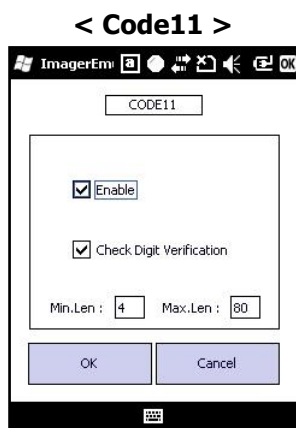 < Code11 >
ImagerEm a OK
CODE11
Enable
Check Digit Verification
Min.Len : 4 Max.Len : 80
OK Cancel